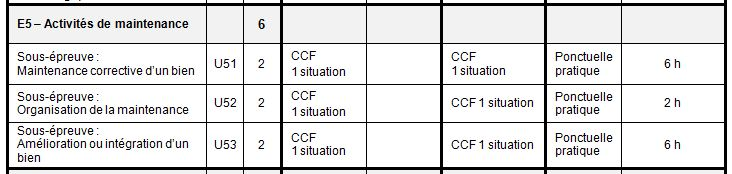 E5 – Activités de maintenance 6
Sous-épreuve :
Maintenance corrective d'un bien U51 2 CCF
1 situation CCF
1 situation Ponctuelle
pratique 6 h
Sous-épreuve :
Organisation de la maintenance U52 2 CCF
1 situation CCF 1 situation Ponctuelle
pratique 2 h
Sous-épreuve :
Amélioration ou intégration d'un
bien U53 2 CCF
1 situation CCF 1 situation Ponctuelle
pratique 6 h